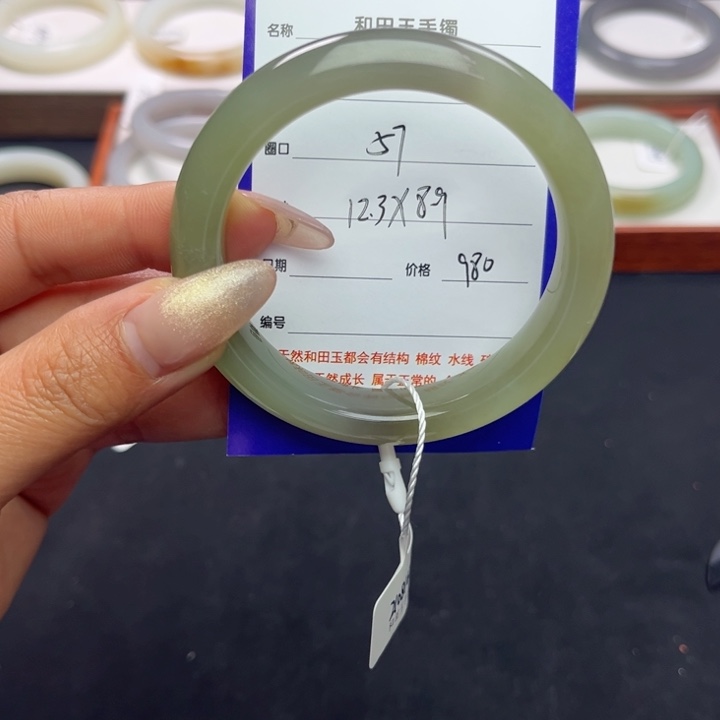 名称 和田玉手镯
圈口 57
12.3X8.9
日期 价格 980
编号
天然和田玉都会有结构 棉纹 水线
天然成长 属于正常的